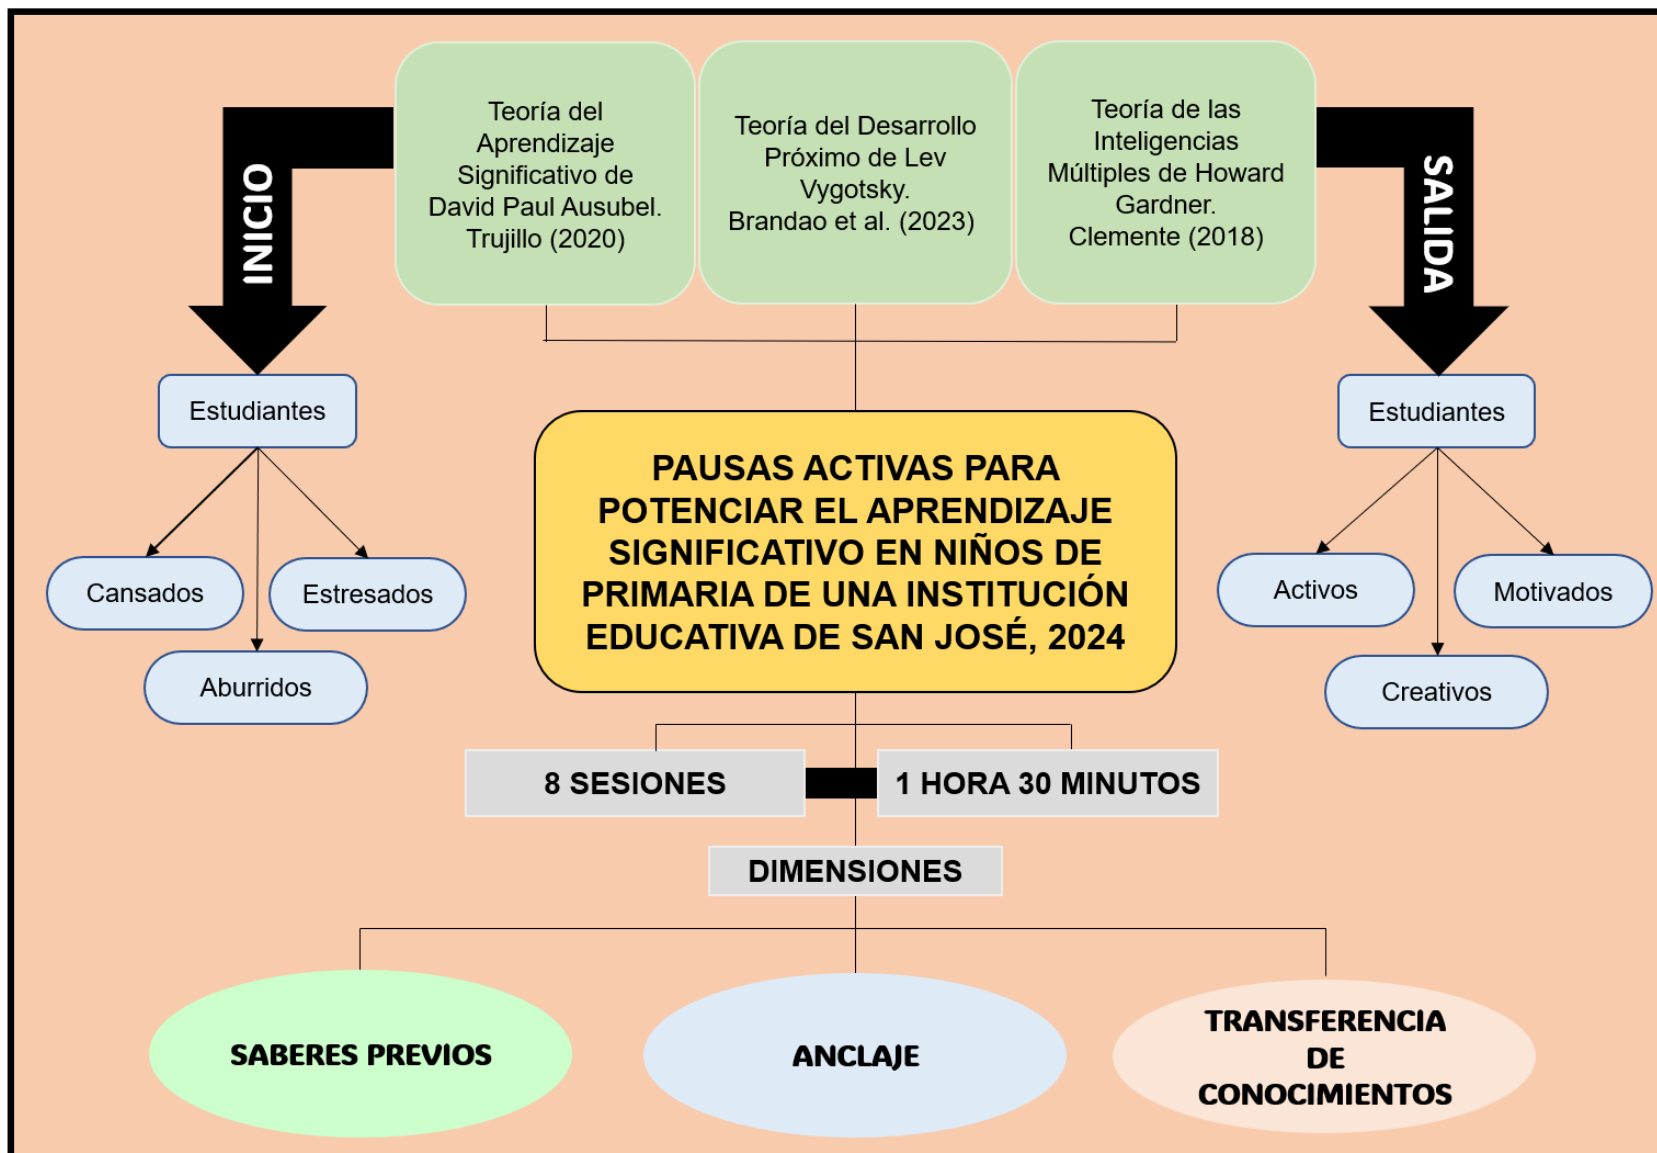 Teoría del
Aprendizaje
Significativo de
David Paul Ausubel.
Trujillo (2020)
Teoría del Desarrollo
Próximo de Lev
Vygotsky.
Brandao et al. (2023)
Teoría de las
Inteligencias
Múltiples de Howard
Gardner.
Clemente (2018)
INICIO
SALIDA
Estudiantes
Cansados
Estresados
Aburridos
PAUSAS ACTIVAS PARA
POTENCIAR EL APRENDIZAJE
SIGNIFICATIVO EN NIÑOS DE
PRIMARIA DE UNA INSTITUCIÓN
EDUCATIVA DE SAN JOSÉ, 2024
Estudiantes
Activos
Motivados
Creativos
8 SESIONES
1 HORA 30 MINUTOS
DIMENSIONES
SABERES PREVIOS
ANCLAJE
TRANSFERENCIA
DE
CONOCIMIENTOS